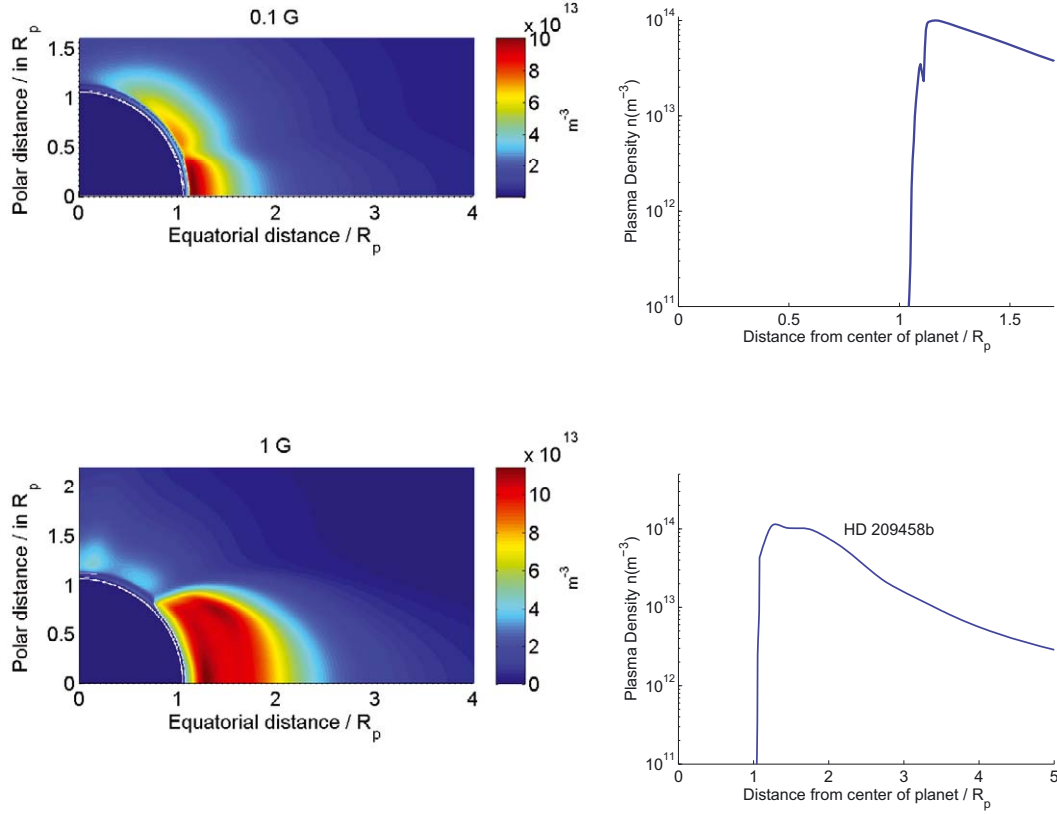 0.1 G
x 10 13
Polar distance / in R_p
1.5
1
0.5
0
0 1 2 3 4
Equatorial distance / R_p
10
8
6
4
2
m^-3
Plasma Density n(m^−3)
10^14
10^13
10^12
10^11
0 0.5 1 1.5
Distance from center of planet / R_p
1 G
x 10 13
Polar distance / in R_p
2
1.5
1
0.5
0
0 1 2 3 4
Equatorial distance / R_p
10
8
6
4
2
0
m^-3
Plasma Density n(m^−3)
10^14
10^13
10^12
10^11
HD 209458b
0 1 2 3 4 5
Distance from center of planet / R_p